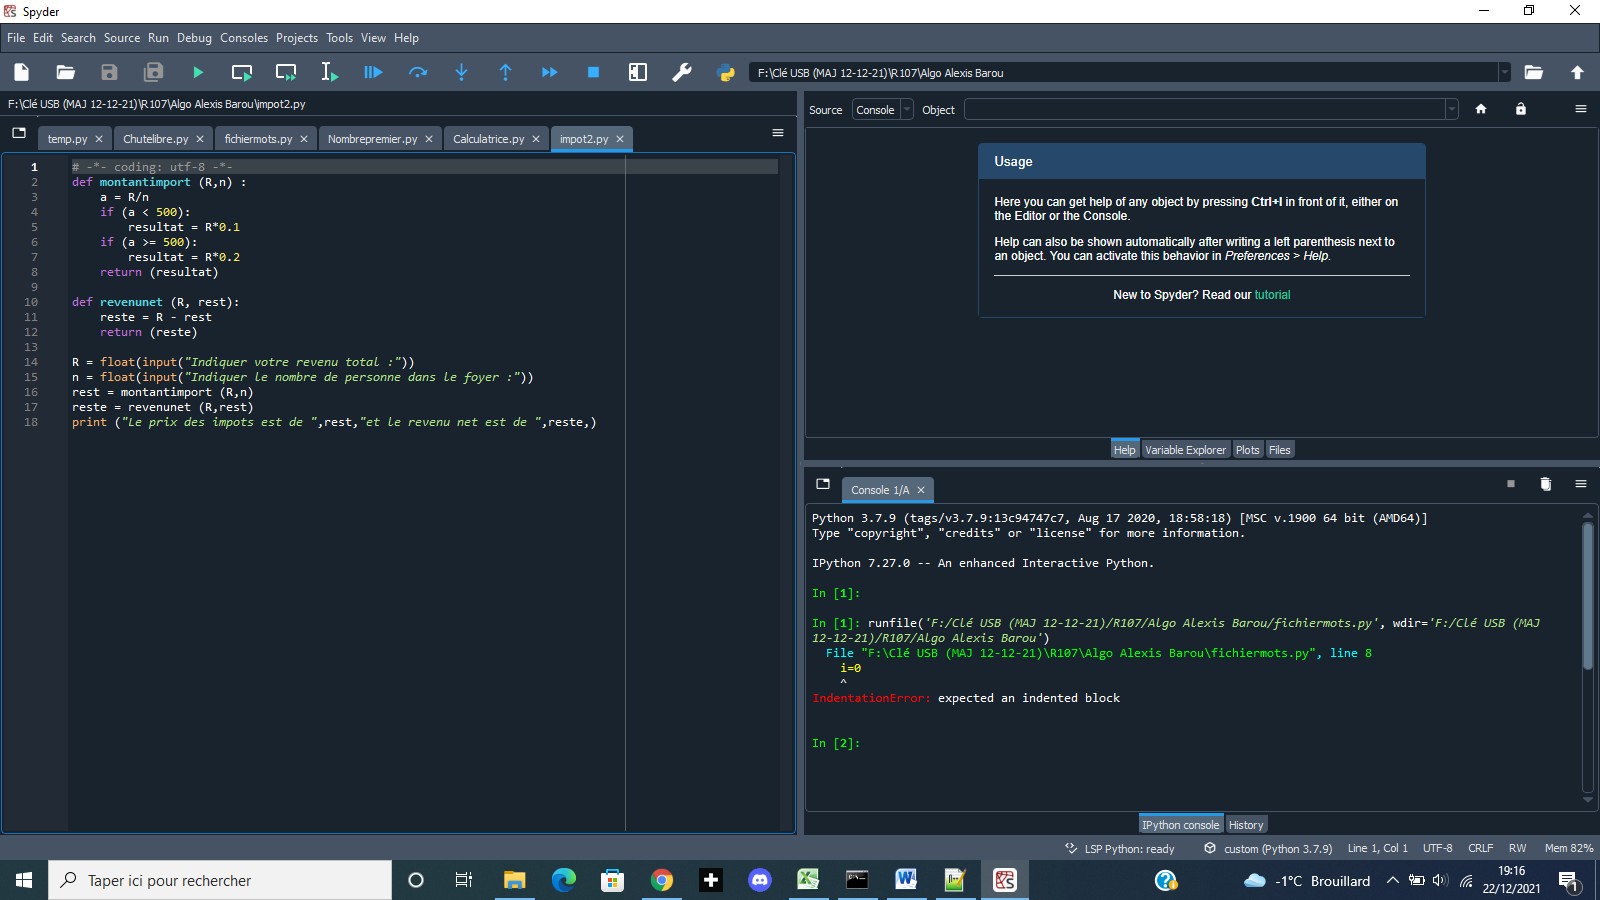 Spyder
File Edit Search Source Run Debug Consoles Projects Tools View Help
F:\Clé USB (MAJ 12-12-21)\R107\Algo Alexis Barou
F:\Clé USB (MAJ 12-12-21)\R107\Algo Alexis Barou\impot2.py
temp.py Chutelibre.py fichiermots.py Nombrepremier.py Calculatrice.py impot2.py
1 # -*- coding: utf-8 -*-
2 def montantimport (R,n) :
3 a = R/n
4 if (a < 500):
5 resultat = R*0.1
6 if (a >= 500):
7 resultat = R*0.2
8 return (resultat)
9
10 def revenunet (R, rest):
11 reste = R - rest
12 return (reste)
13
14 R = float(input("Indiquer votre revenu total :"))
15 n = float(input("Indiquer le nombre de personne dans le foyer :"))
16 rest = montantimport (R,n)
17 reste = revenunet (R,rest)
18 print ("Le prix des impots est de ",rest,"et le revenu net est de ",reste,)
Source Console Object
Usage
Here you can get help of any object by pressing Ctrl+I in front of it, either on
the Editor or the Console.
Help can also be shown automatically after writing a left parenthesis next to
an object. You can activate this behavior in Preferences > Help.
New to Spyder? Read our tutorial
Help Variable Explorer Plots Files
Console 1/A
Python 3.7.9 (tags/v3.7.9:13c94747c7, Aug 17 2020, 18:58:18) [MSC v.1900 64 bit (AMD64)]
Type "copyright", "credits" or "license" for more information.
IPython 7.27.0 -- An enhanced Interactive Python.
In [1]:
In [1]: runfile('F:/Clé USB (MAJ 12-12-21)/R107/Algo Alexis Barou/fichiermots.py', wdir='F:/Clé USB (MAJ
12-12-21)/R107/Algo Alexis Barou')
File "F:\Clé USB (MAJ 12-12-21)\R107\Algo Alexis Barou\fichiermots.py", line 8
i=0
^
IndentationError: expected an indented block
In [2]:
IPython console History
LSP Python: ready custom (Python 3.7.9) Line 1, Col 1 UTF-8 CRLF RW Mem 82%
Taper ici pour rechercher
-1°C Brouillard
19:16
22/12/2021
1